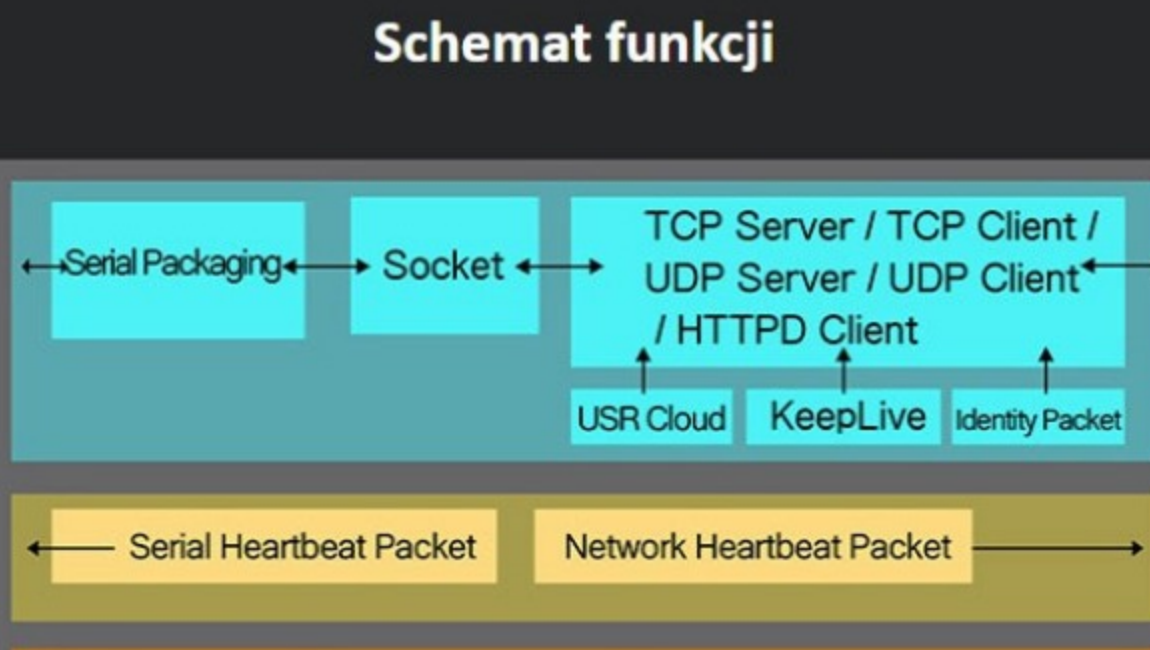 Schemat funkcji
Serial Packaging
Socket
TCP Server / TCP Client /
UDP Server / UDP Client
/ HTTPD Client
USR Cloud
KeepLive
Identity Packet
Serial Heartbeat Packet
Network Heartbeat Packet